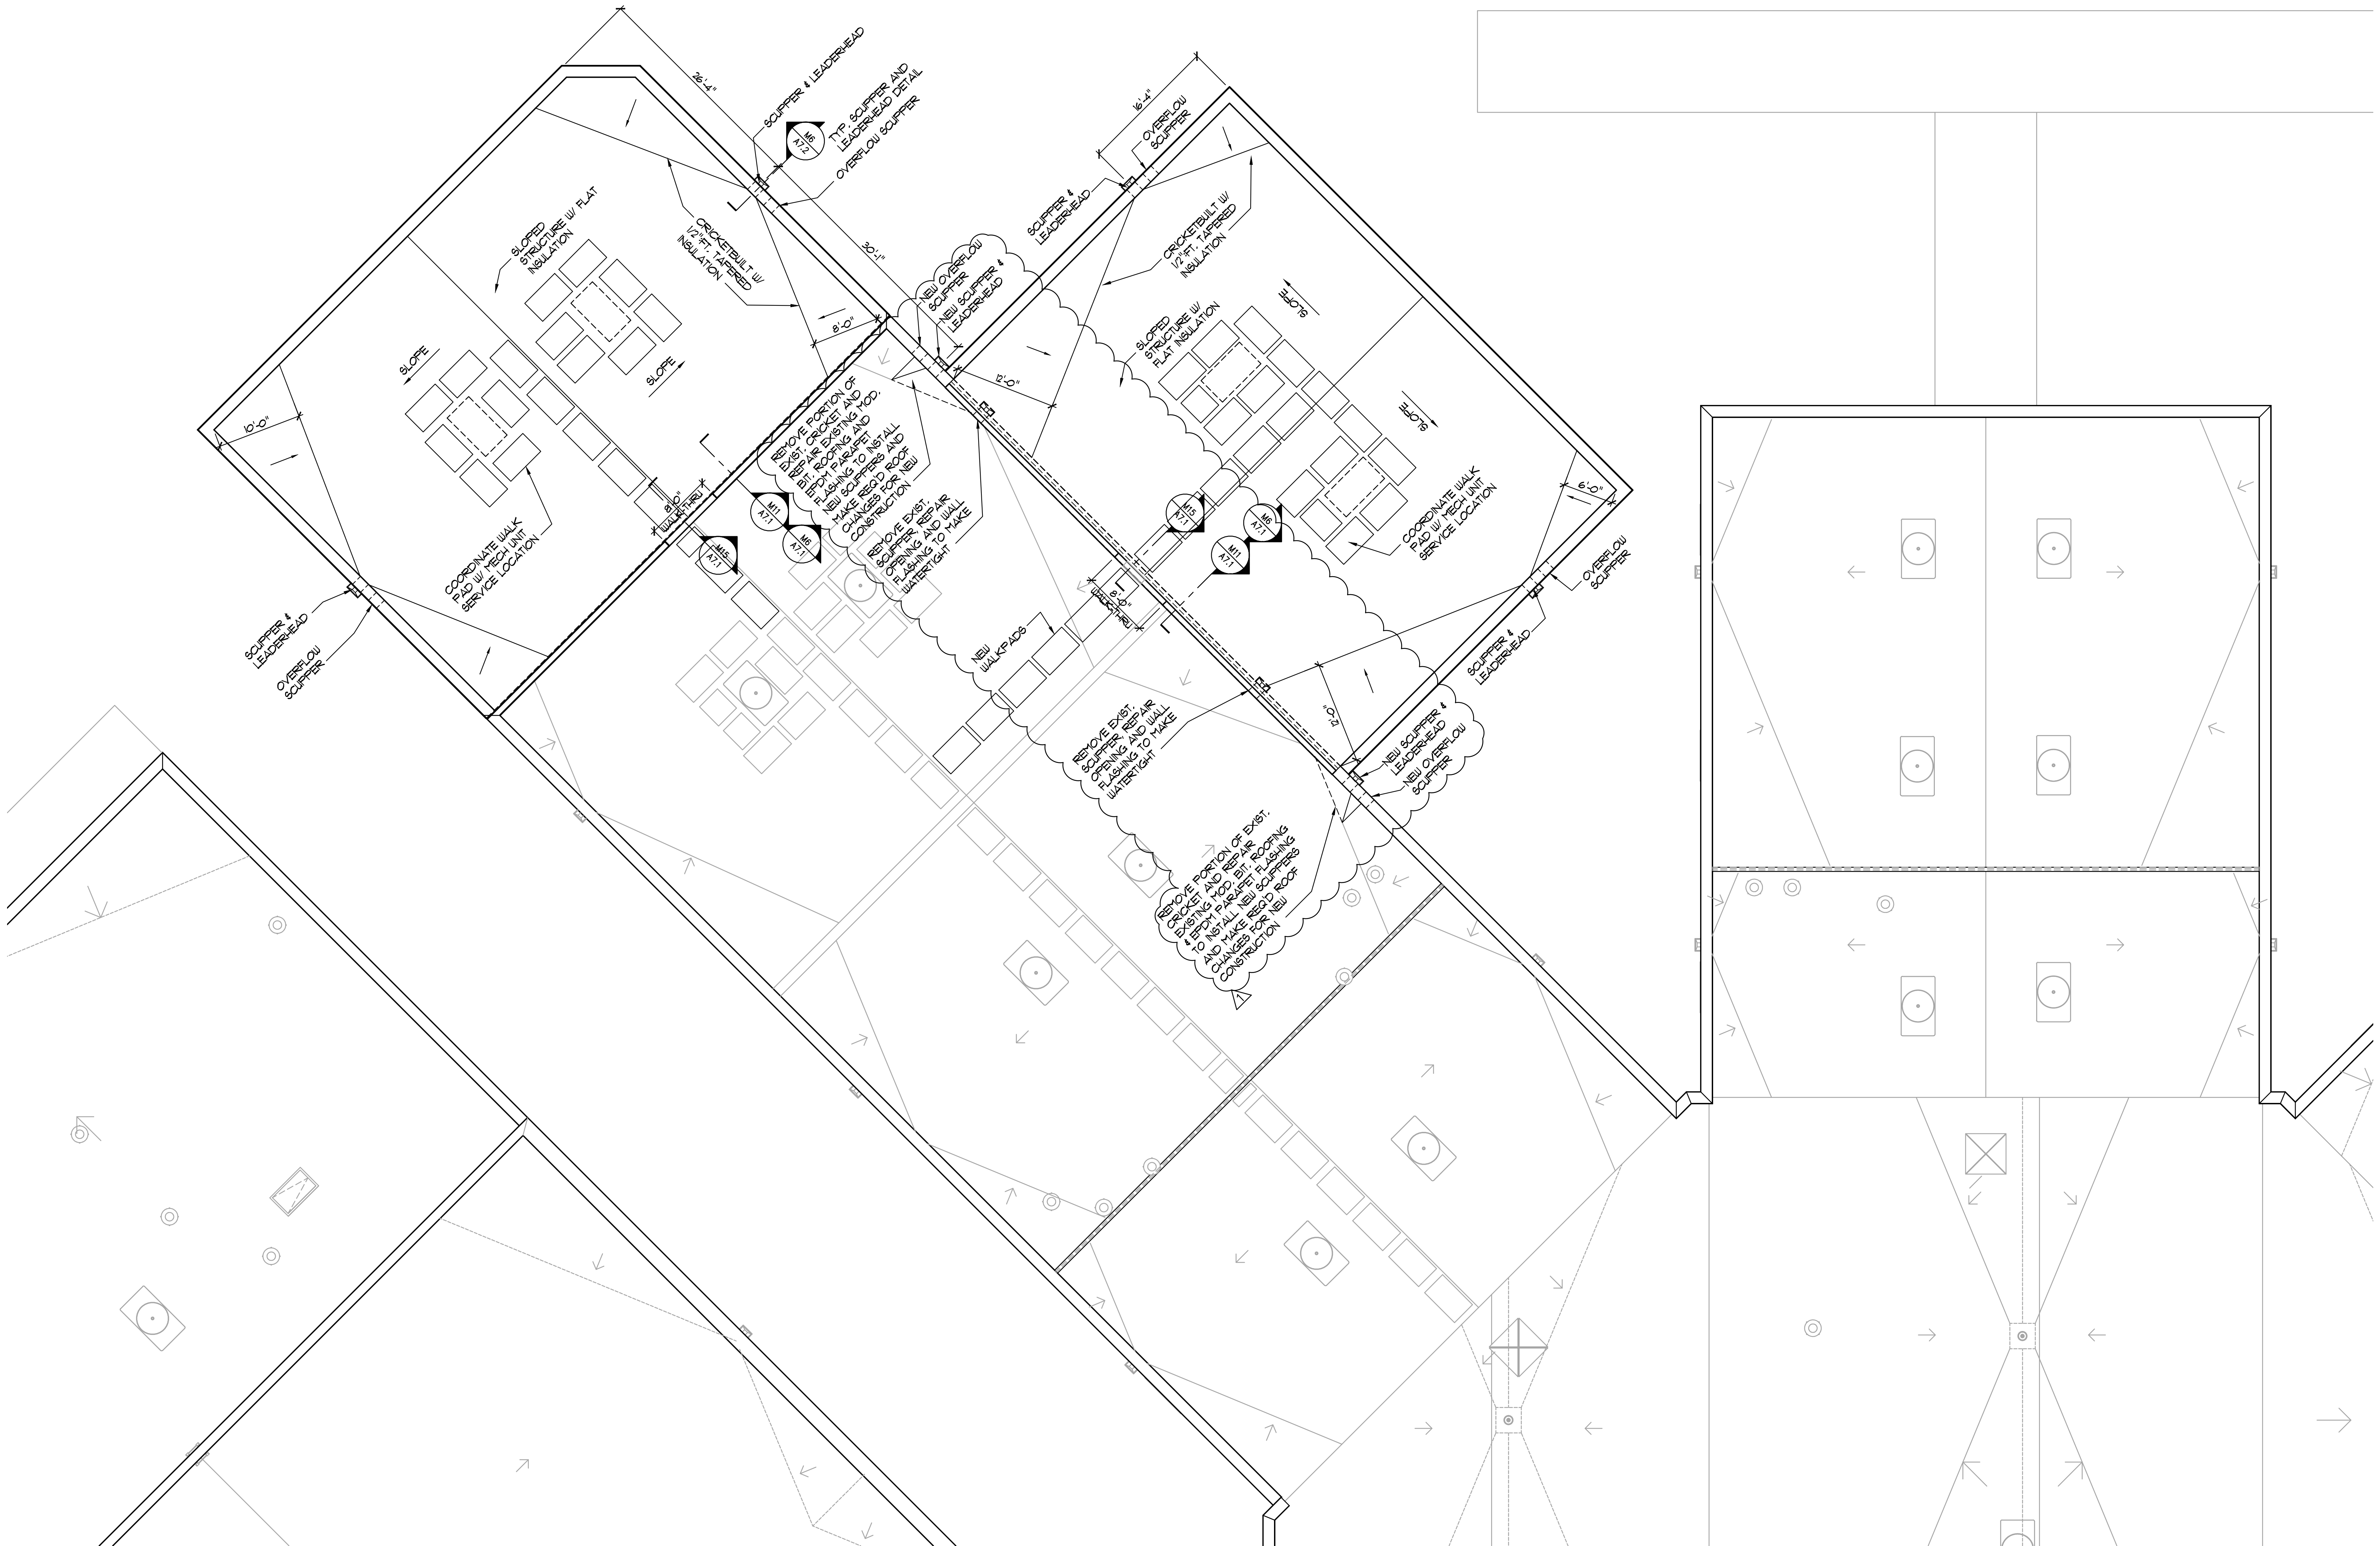 26'-4"
SCUPPER & LEADERHEAD
M6
A7.2
TYP. SCUPPER AND
LEADERHEAD DETAIL
OVERFLOW SCUPPER
30'-1"
SLOPED
STRUCTURE W/ FLAT
INSULATION
CRICKETBUILT W/
1/2"-FT. TAPERED
INSULATION
SLOPE
SLOPE
8'-0"
10'-0"
COORDINATE WALK
PAD W/ MECH UNIT
SERVICE LOCATION
SCUPPER &
LEADERHEAD
OVERFLOW
SCUPPER
8'-0"
WALK-THRU
M15
A7.1
M11
A7.1
M6
A7.1
NEW OVERFLOW
SCUPPER
NEW SCUPPER &
LEADERHEAD
REMOVE PORTION OF
EXIST. CRICKET AND
REPAIR EXISTING MOD.
BIT. ROOFING AND
EPDM PARAPET
FLASHING TO INSTALL
NEW SCUPPERS AND
MAKE REQ'D ROOF
CHANGES FOR NEW
CONSTRUCTION
REMOVE EXIST.
SCUPPER, REPAIR
OPENING AND WALL
FLASHING TO MAKE
WATERTIGHT
NEW
WALKPADS
16'-4"
OVERFLOW
SCUPPER
SCUPPER &
LEADERHEAD
CRICKETBUILT W/
1/2"-FT. TAPERED
INSULATION
SLOPED
STRUCTURE W/
FLAT INSULATION
SLOPE
SLOPE
12'-0"
M15
A7.1
M6
A7.1
M11
A7.1
8'-0"
WALK-THRU
COORDINATE WALK
PAD W/ MECH UNIT
SERVICE LOCATION
6'-0"
OVERFLOW
SCUPPER
SCUPPER &
LEADERHEAD
12'-0"
NEW SCUPPER &
LEADERHEAD
NEW OVERFLOW
SCUPPER
REMOVE EXIST.
SCUPPER, REPAIR
OPENING AND WALL
FLASHING TO MAKE
WATERTIGHT
REMOVE PORTION OF EXIST.
CRICKET AND REPAIR
EXISTING MOD. BIT. ROOFING
& EPDM PARAPET FLASHING
TO INSTALL NEW SCUPPERS
AND MAKE REQ'D ROOF
CHANGES FOR NEW
CONSTRUCTION
1